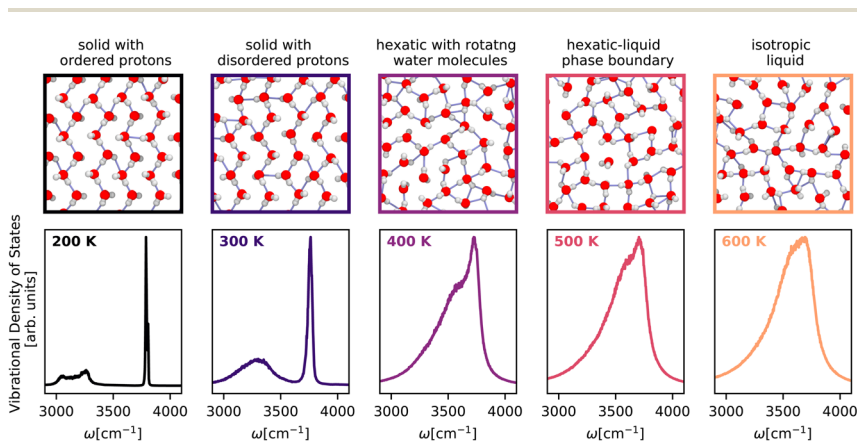 solid with
ordered protons
solid with
disordered protons
hexatic with rotatng
water molecules
hexatic-liquid
phase boundary
isotropic
liquid
Vibrational Density of States
[arb. units]
200 K
300 K
400 K
500 K
600 K
3000 3500 4000
3000 3500 4000
3000 3500 4000
3000 3500 4000
3000 3500 4000
ω[cm⁻¹]
ω[cm⁻¹]
ω[cm⁻¹]
ω[cm⁻¹]
ω[cm⁻¹]